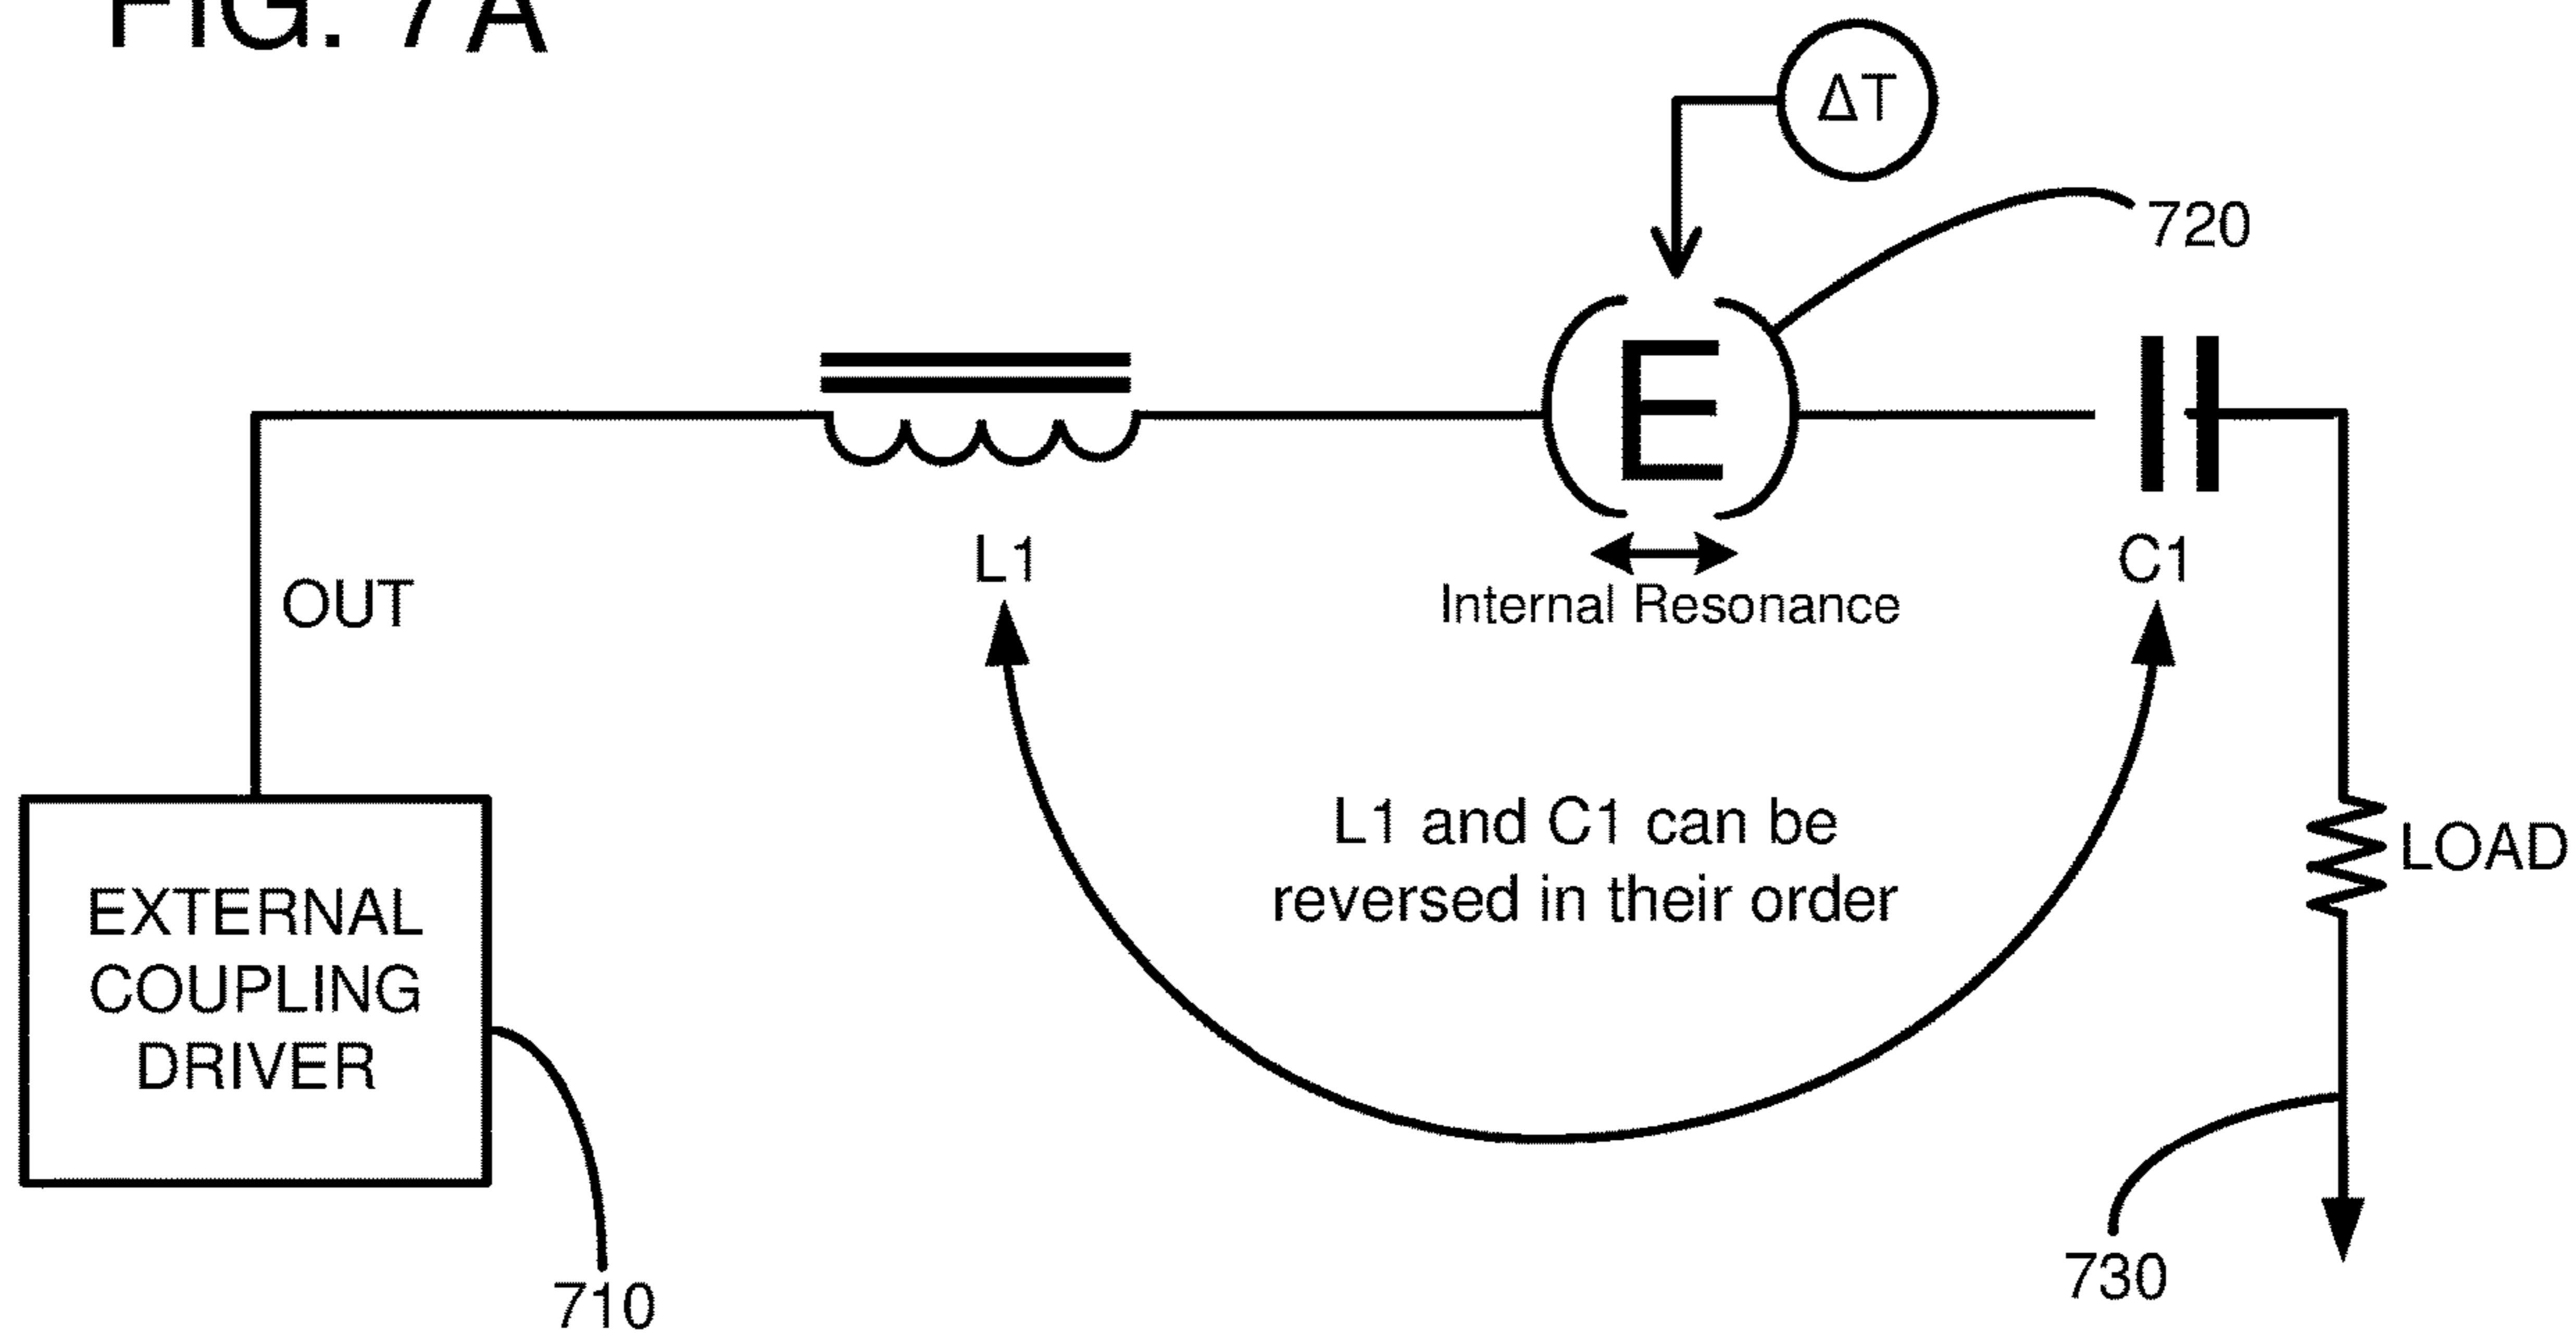 FIG. 7A
ΔT
720
E
L1
C1
Internal Resonance
OUT
L1 and C1 can be
reversed in their order
LOAD
EXTERNAL
COUPLING
DRIVER
710
730